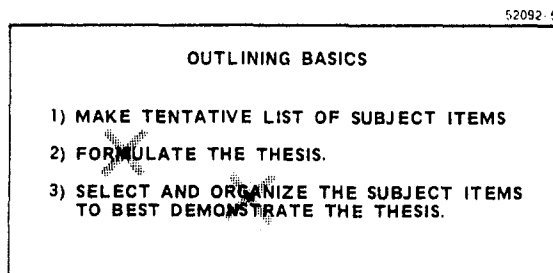 52092-5
OUTLINING BASICS
1) MAKE TENTATIVE LIST OF SUBJECT ITEMS
2) FORMULATE THE THESIS.
3) SELECT AND ORGANIZE THE SUBJECT ITEMS
TO BEST DEMONSTRATE THE THESIS.